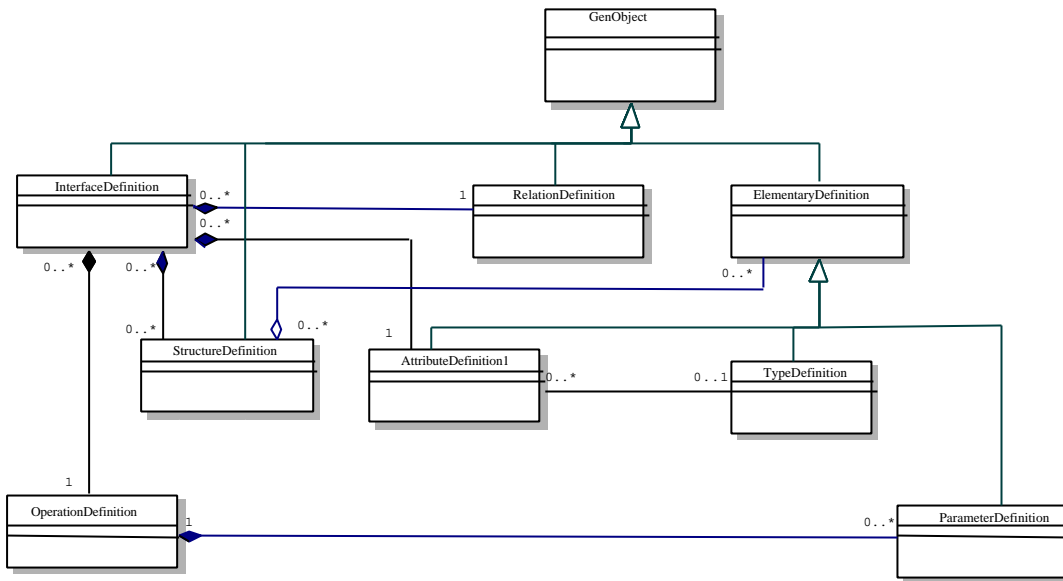 GenObject
InterfaceDefinition
0..*
1
RelationDefinition
ElementaryDefinition
0..*
0..*
0..*
0..*
0..*
0..*
1
StructureDefinition
AttributeDefinition1
0..*
0..1
TypeDefinition
1
OperationDefinition
1
0..*
ParameterDefinition